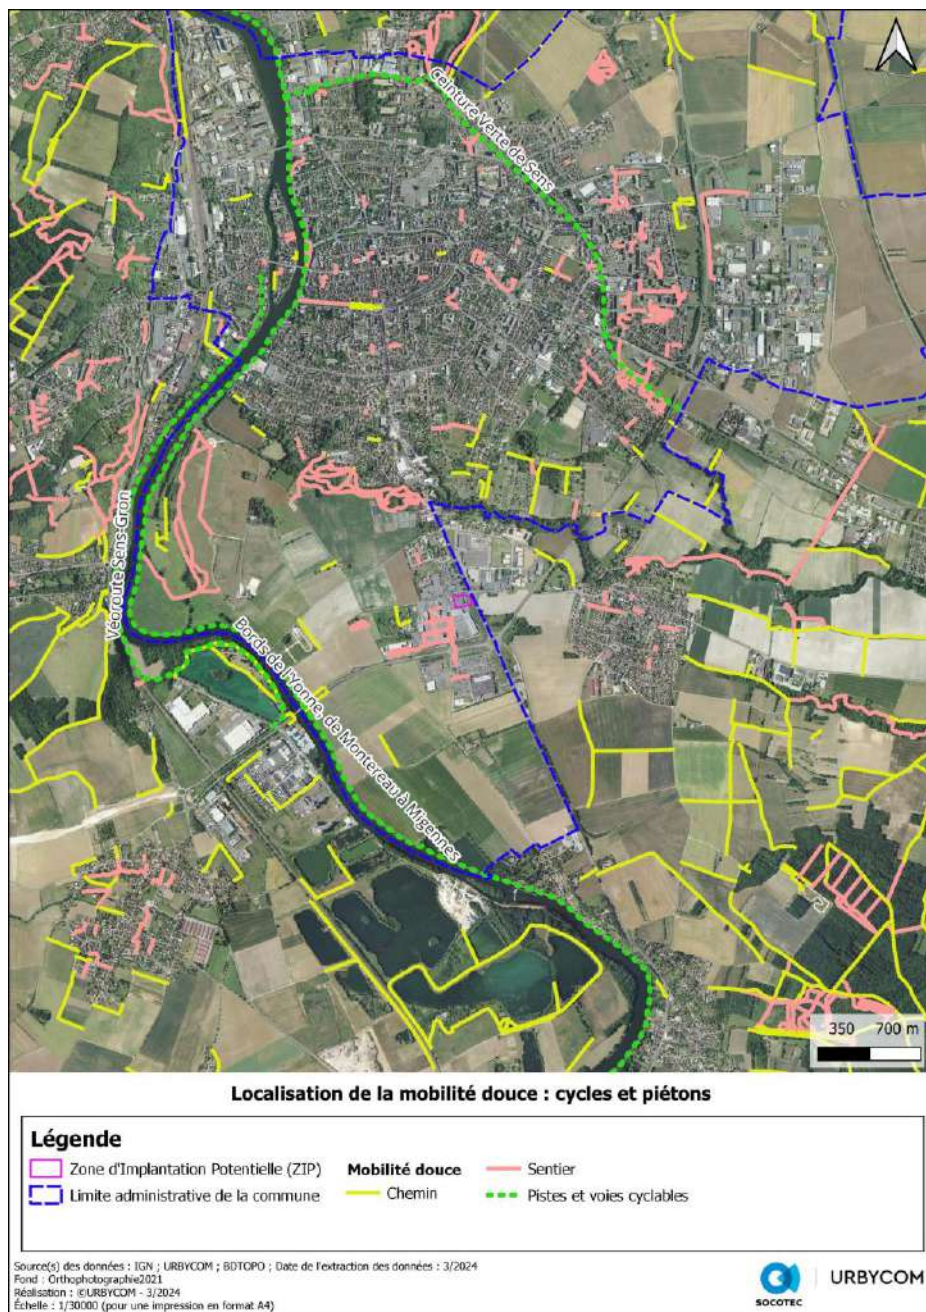 Ceinture Verte de Sens
Véoroute Sens-Gron
Bords de l'Yonne, de Montereau à Migennes
350 700 m
Localisation de la mobilité douce : cycles et piétons
Légende
Zone d'Implantation Potentielle (ZIP) Mobilité douce Sentier
Limite administrative de la commune Chemin Pistes et voies cyclables
Source(s) des données : IGN ; URBYCOM ; BDTOPO ; Date de l'extraction des données : 3/2024
Fond : Orthophotographie2021
Réalisation : ©URBYCOM - 3/2024
Échelle : 1/30000 (pour une impression en format A4)
SOCOTEC
URBYCOM